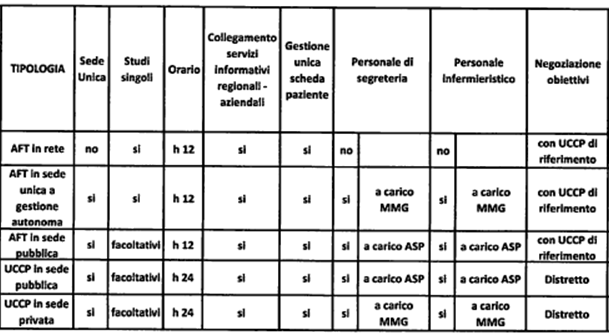 TIPOLOGIA | Sede Unica | Studi singoli | Orario | Collegamento servizi informativi regionali - aziendali | Gestione unica scheda paziente | Personale di segreteria | Personale Infermieristico | Negoziazione obiettivi
AFT in rete | no | si | h 12 | si | si | no | | no | | con UCCP di riferimento
AFT in sede unica a gestione autonoma | si | si | h 12 | si | si | si | a carico MMG | si | a carico MMG | con UCCP di riferimento
AFT in sede pubblica | si | facoltativi | h 12 | si | si | si | a carico ASP | si | a carico ASP | con UCCP di riferimento
UCCP in sede pubblica | si | facoltativi | h 24 | si | si | si | a carico ASP | si | a carico ASP | Distretto
UCCP in sede privata | si | facoltativi | h 24 | si | si | si | a carico MMG | si | a carico MMG | Distretto